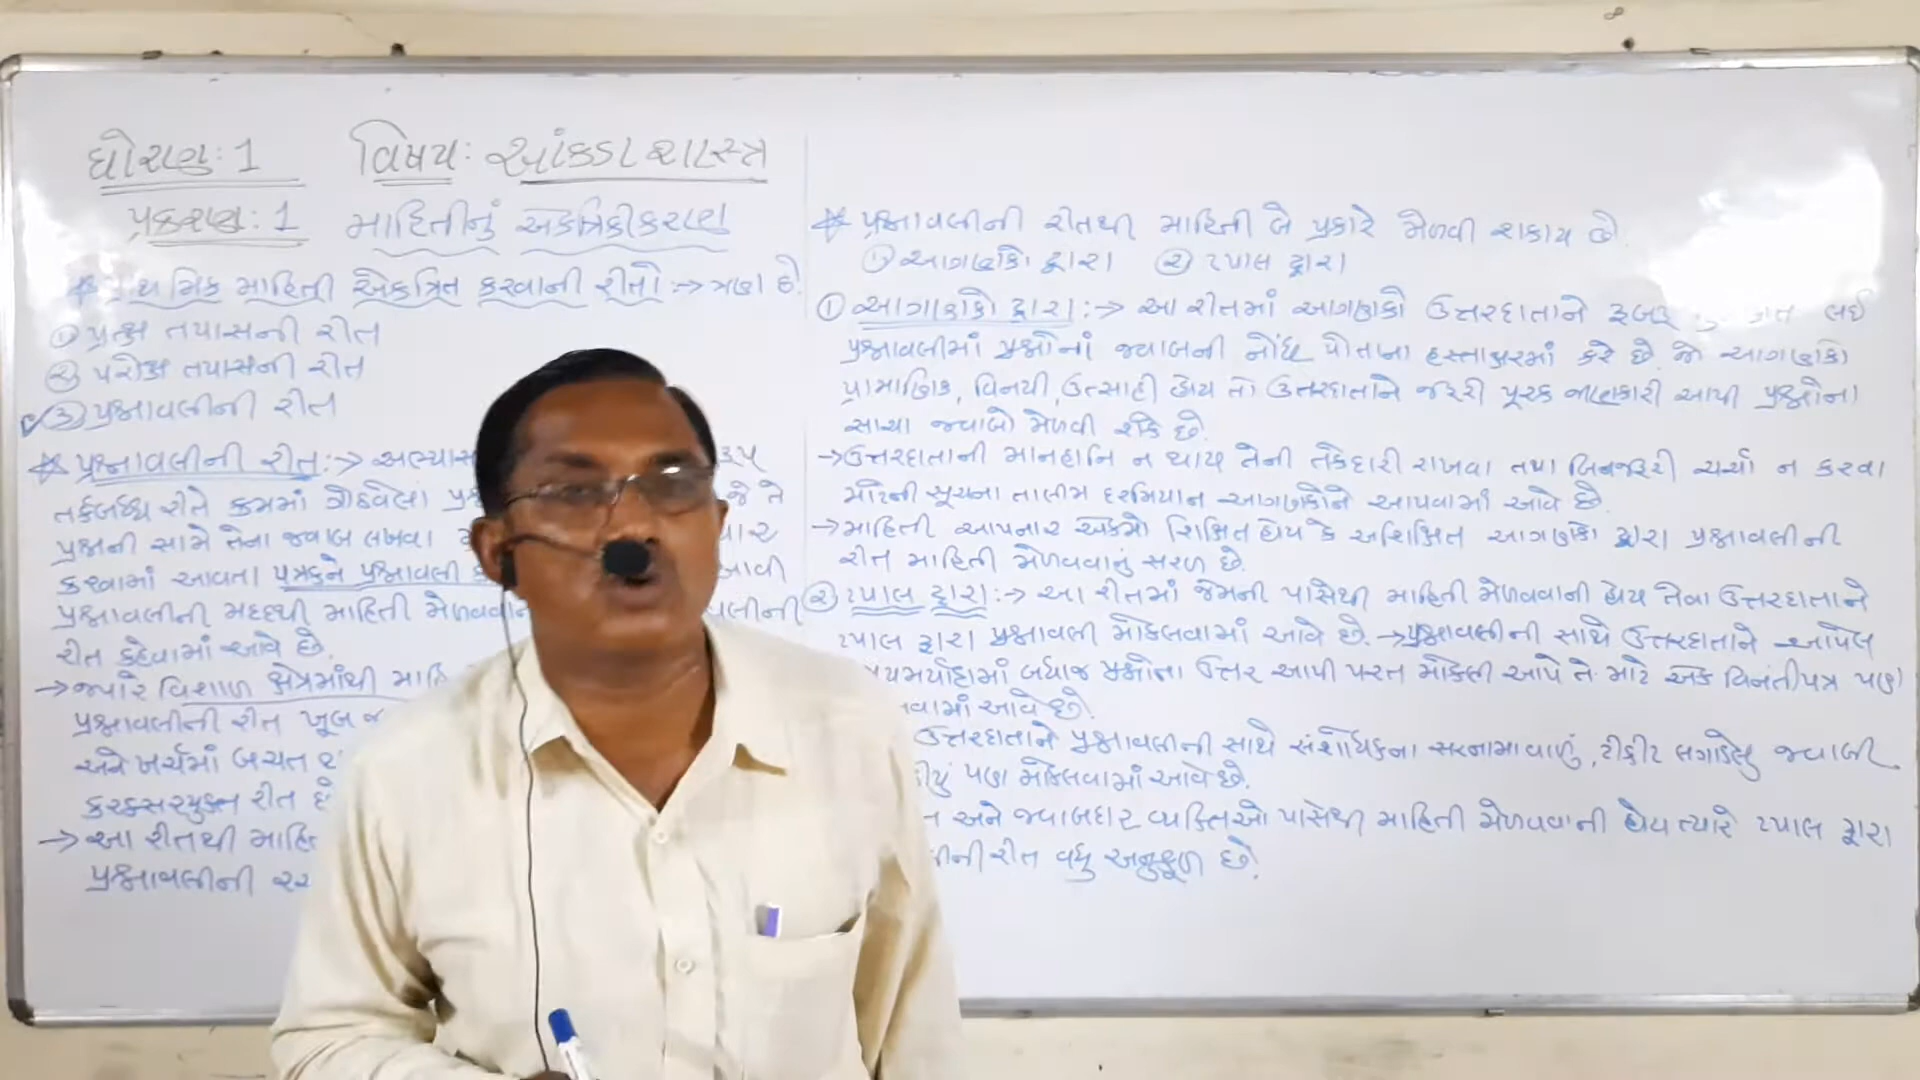 ધોરણ: 1 વિષય: આંકડાશાસ્ત્ર
પ્રકરણ: 1 માહિતીનું એકત્રિકીકરણ
પ્રાથમિક માહિતી એકત્રિત કરવાની રીતો :→ ત્રણ છે.
① પ્રત્યક્ષ તપાસની રીત
② પરોક્ષ તપાસની રીત
③ પ્રશ્નાવલીની રીત
* પ્રશ્નાવલીની રીત :→ અભ્યાસ
તર્કબધ્ધ રીતે ક્રમમાં ગોઠવેલા જે તે
પ્રશ્નની સામે તેના જવાબ લખવા
કરવામાં આવતા પત્રકને પ્રશ્નાવલી
પ્રશ્નાવલીની મદદથી માહિતી
રીત કહેવામાં આવે છે.
→ જ્યારે વિશાળ ક્ષેત્રમાંથી
પ્રશ્નાવલીની રીત ખૂબ જ
અને ખર્ચમાં બચત
કરકસરયુક્ત રીત છે
→ આ રીતથી
પ્રશ્નાવલીની
* પ્રશ્નાવલીની રીતથી માહિતી બે પ્રકારે મેળવી શકાય છે.
① આગણકો દ્વારા ② ટપાલ દ્વારા
① આગણકો દ્વારા :→ આ રીતમાં આગણકો ઉત્તરદાતાને રૂબરૂ લઈ
પ્રશ્નાવલીમાં પ્રશ્નોનાં જવાબની નોંધ પોતાના હસ્તાક્ષરમાં કરે છે. જો આગણકો
પ્રામાણિક, વિનયી, ઉત્સાહી હોય તો ઉત્તરદાતાને જરૂરી પૂરક જાણકારી આપી પ્રશ્નોના
સાચા જવાબો મેળવી શકે છે.
→ ઉત્તરદાતાની માનહાનિ ન થાય તેની તકેદારી રાખવા તથા બિનજરૂરી ચર્ચા ન કરવા
માટેની સૂચના તાલીમ દરમિયાન આગણકોને આપવામાં આવે છે.
→ માહિતી આપનાર એકમો શિક્ષિત હોય કે અશિક્ષિત આગણકો દ્વારા પ્રશ્નાવલીની
રીત માહિતી મેળવવાનું સરળ છે.
② ટપાલ દ્વારા :→ આ રીતમાં જેમની પાસેથી માહિતી મેળવવાની હોય તેવા ઉત્તરદાતાને
ટપાલ દ્વારા પ્રશ્નાવલી મોકલવામાં આવે છે. → પ્રશ્નાવલીની સાથે ઉત્તરદાતાને આપેલ
બધાંજ પ્રશ્નોના ઉત્તર આપી પરત મોકલી આપે તે માટે એક વિનંતીપત્ર પણ
આવે છે.
ઉત્તરદાતાને પ્રશ્નાવલીની સાથે સંશોધકના સરનામાવાળું, ટીકીટ લગાડેલુ જવાબી
પણ મોકલવામાં આવે છે.
અને જવાબદાર વ્યક્તિઓ પાસેથી માહિતી મેળવવાની હોય ત્યારે ટપાલ દ્વારા
રીત વધુ અનુકૂળ છે.